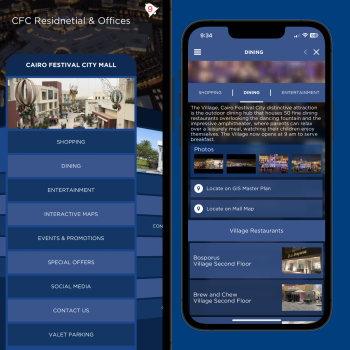 9
CFC Residnetial & Offices
CAIRO FESTIVAL CITY MALL
SHOPPING
DINING
ENTERTAINMENT
INTERACTIVE MAPS
EVENTS & PROMOTIONS
SPECIAL OFFERS
SOCIAL MEDIA
CONTACT US
VALET PARKING
CON
9:34
DINING
SHOPPING
DINING
ENTERTAINMENT
The Village, Cairo Festival City distinctive attraction
is the outdoor dining hub that houses 50 fine dining
restaurants overlooking the dancing fountain and the
impressive amphitheater, where parents can relax
over a leisurely meal, watching their children enjoy
themselves. The Village now opens at 9 am to serve
breakfast.
Photos
Locate on GIS Master Plan
Locate on Mall Map
Village Restaurants
Bosporus
Village Second Floor
Brew and Chew
Village Second Floor